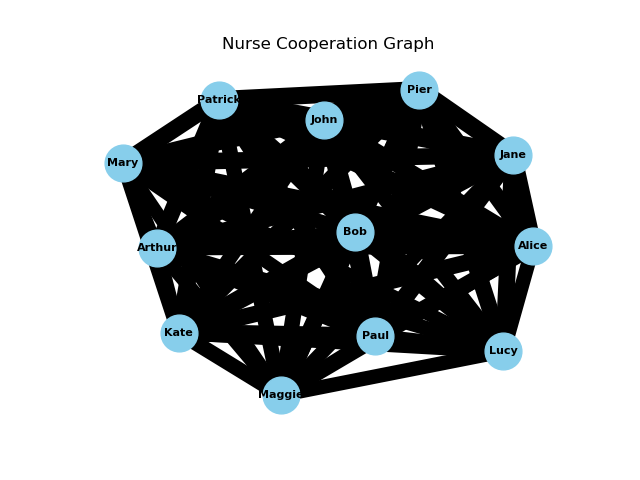 Nurse Cooperation Graph
Pier
Patrick
John
Jane
Mary
Bob
Alice
Arthur
Kate
Paul
Lucy
Maggie